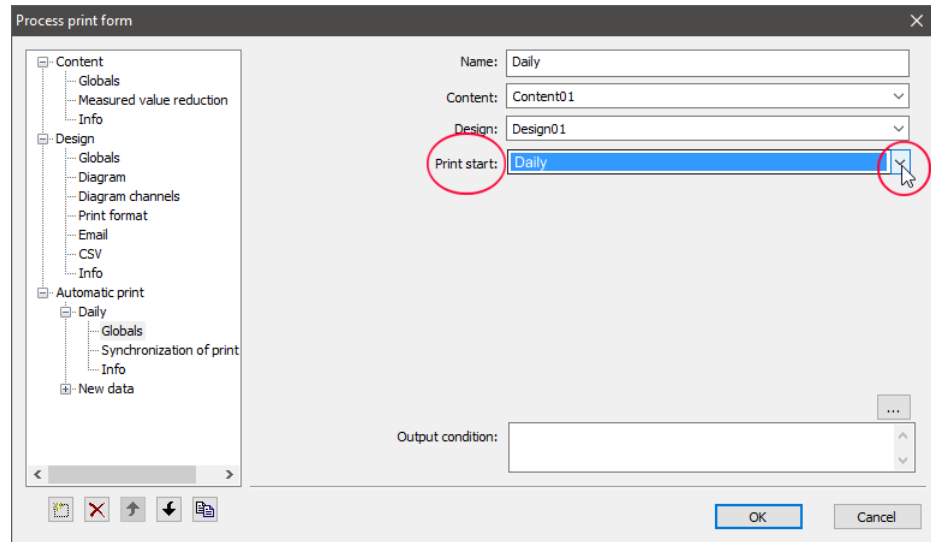 Process print form
Content
Globals
Measured value reduction
Info
Design
Globals
Diagram
Diagram channels
Print format
Email
CSV
Info
Automatic print
Daily
Globals
Synchronization of print
Info
New data
Name: Daily
Content: Content01
Design: Design01
Print start: Daily
...
Output condition:
OK Cancel